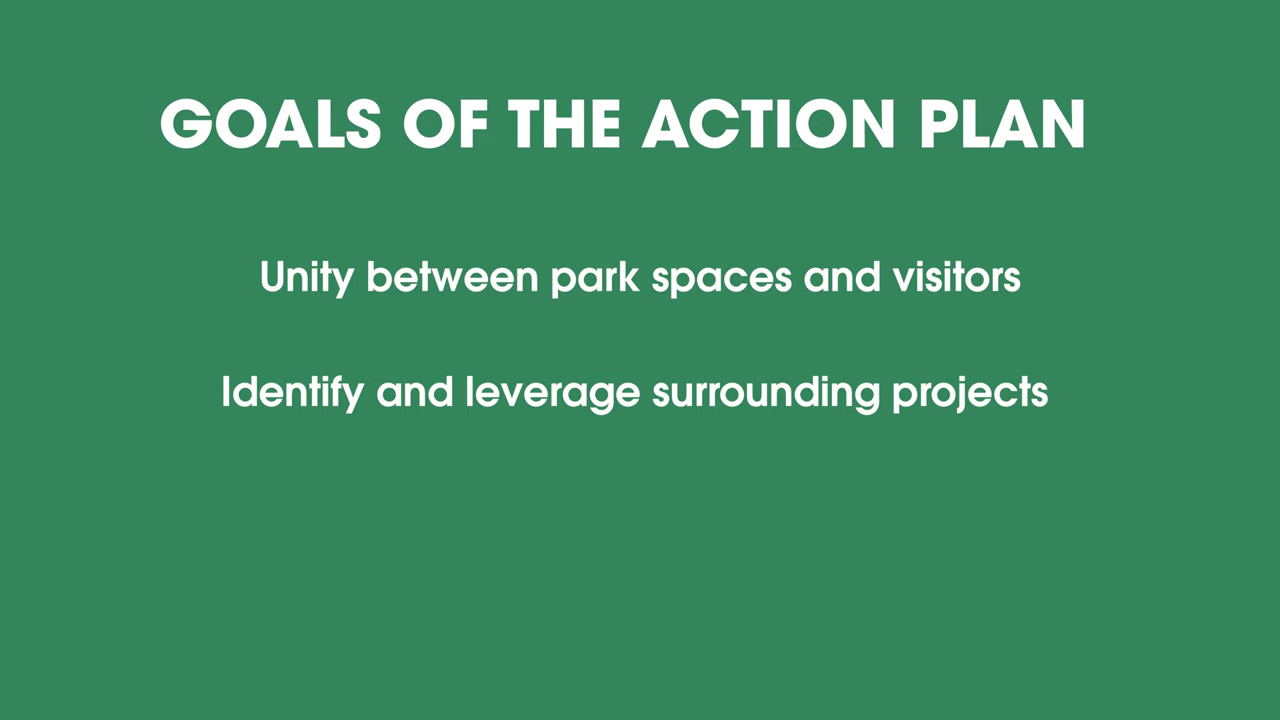 GOALS OF THE ACTION PLAN
Unity between park spaces and visitors
Identify and leverage surrounding projects